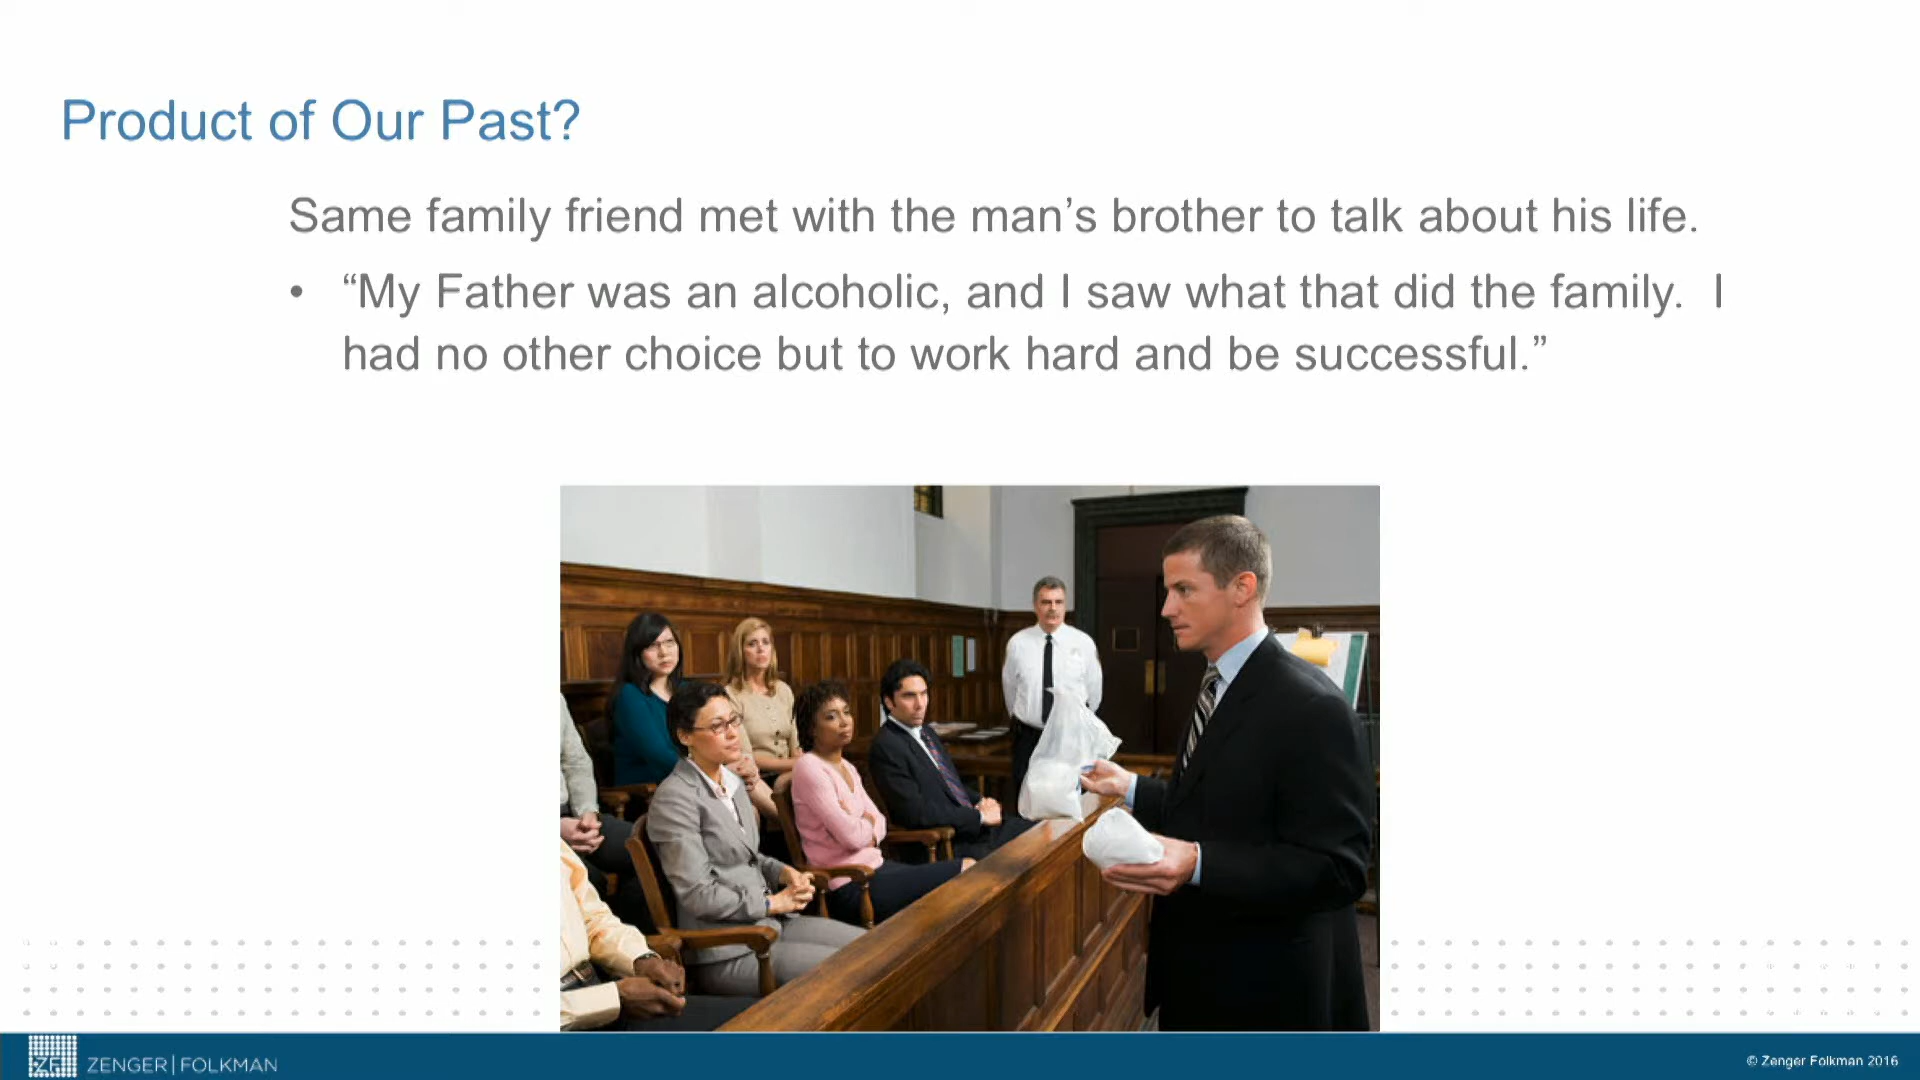 Product of Our Past?
Same family friend met with the man’s brother to talk about his life.
• “My Father was an alcoholic, and I saw what that did the family.  I
had no other choice but to work hard and be successful.”
ZF
ZENGER|FOLKMAN
© Zenger Folkman 2016